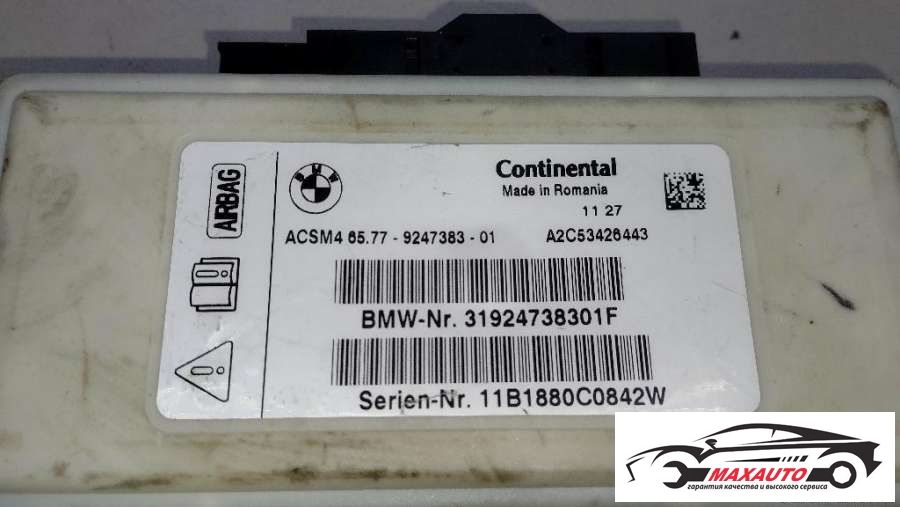 AIRBAG
BMW
Continental
Made in Romania
11 27
ACSM4 65.77 - 9247383 - 01 A2C53426443
BMW-Nr. 31924738301F
Serien-Nr. 11B1880C0842W
MAXAUTO
гарантия качества и высокого сервиса